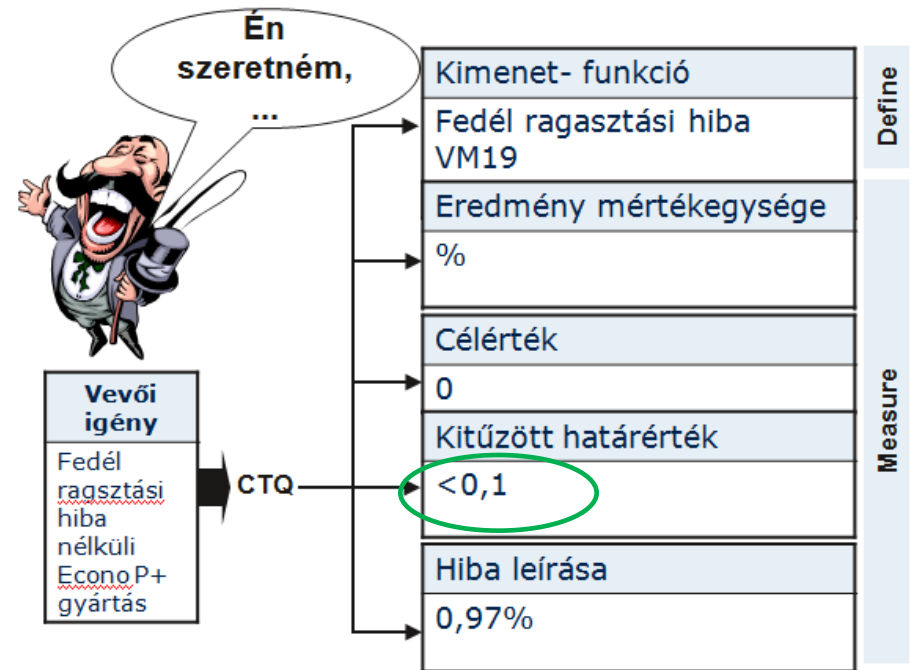 Én
szeretném,
...
Kimenet- funkció
Fedél ragasztási hiba
VM19
Eredmény mértékegysége
%
Célérték
0
Kitűzött határérték
<0,1
Hiba leírása
0,97%
Define
Measure
Vevői
igény
Fedél
ragsztási
hiba
nélküli
Econo P+
gyártás
CTQ